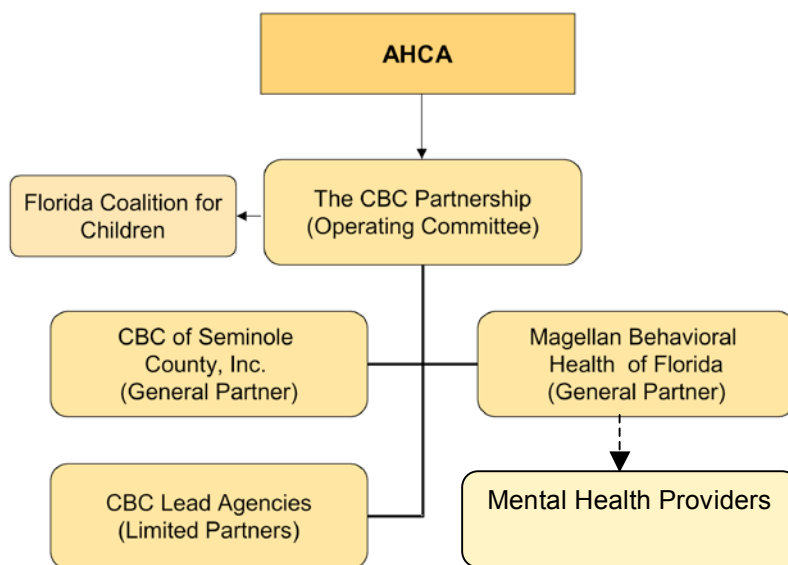 AHCA
The CBC Partnership
(Operating Committee)
Florida Coalition for
Children
CBC of Seminole
County, Inc.
(General Partner)
Magellan Behavioral
Health of Florida
(General Partner)
CBC Lead Agencies
(Limited Partners)
Mental Health Providers